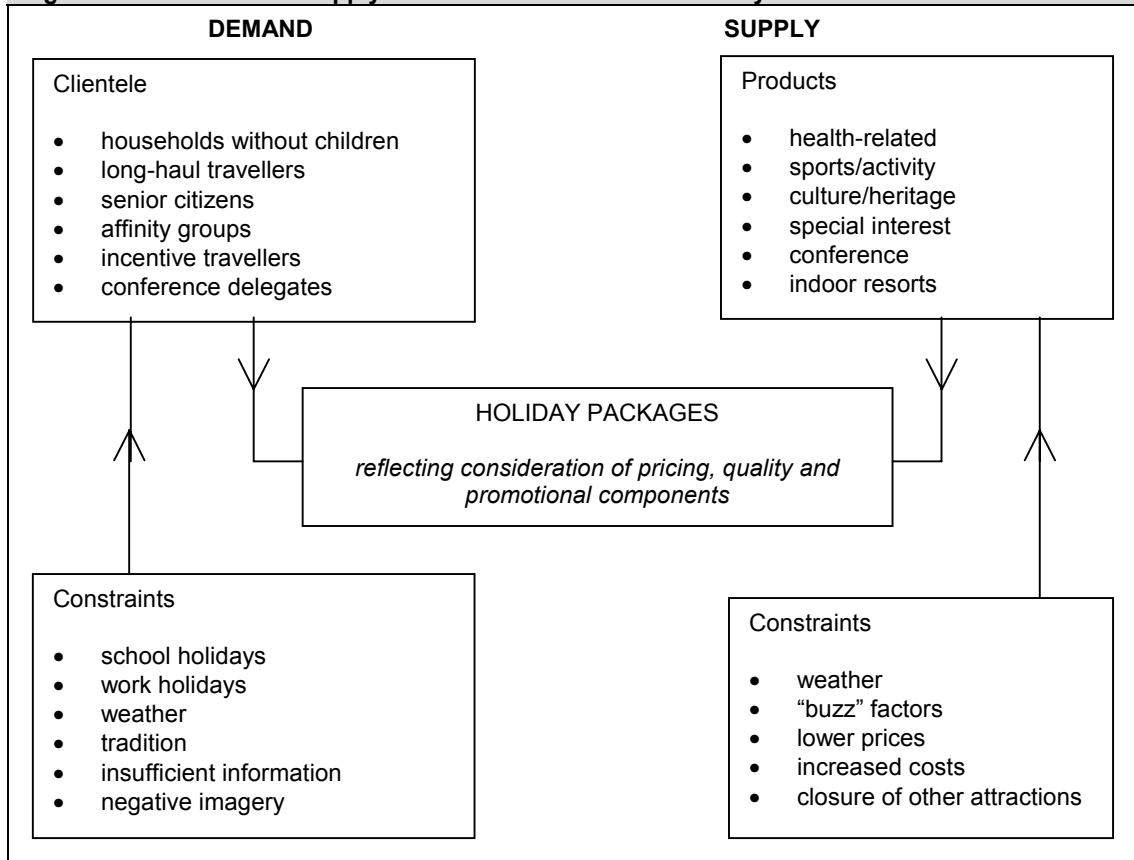 supply
DEMAND
SUPPLY
Clientele
• households without children
• long-haul travellers
• senior citizens
• affinity groups
• incentive travellers
• conference delegates
Products
• health-related
• sports/activity
• culture/heritage
• special interest
• conference
• indoor resorts
HOLIDAY PACKAGES
reflecting consideration of pricing, quality and
promotional components
Constraints
• school holidays
• work holidays
• weather
• tradition
• insufficient information
• negative imagery
Constraints
• weather
• “buzz” factors
• lower prices
• increased costs
• closure of other attractions